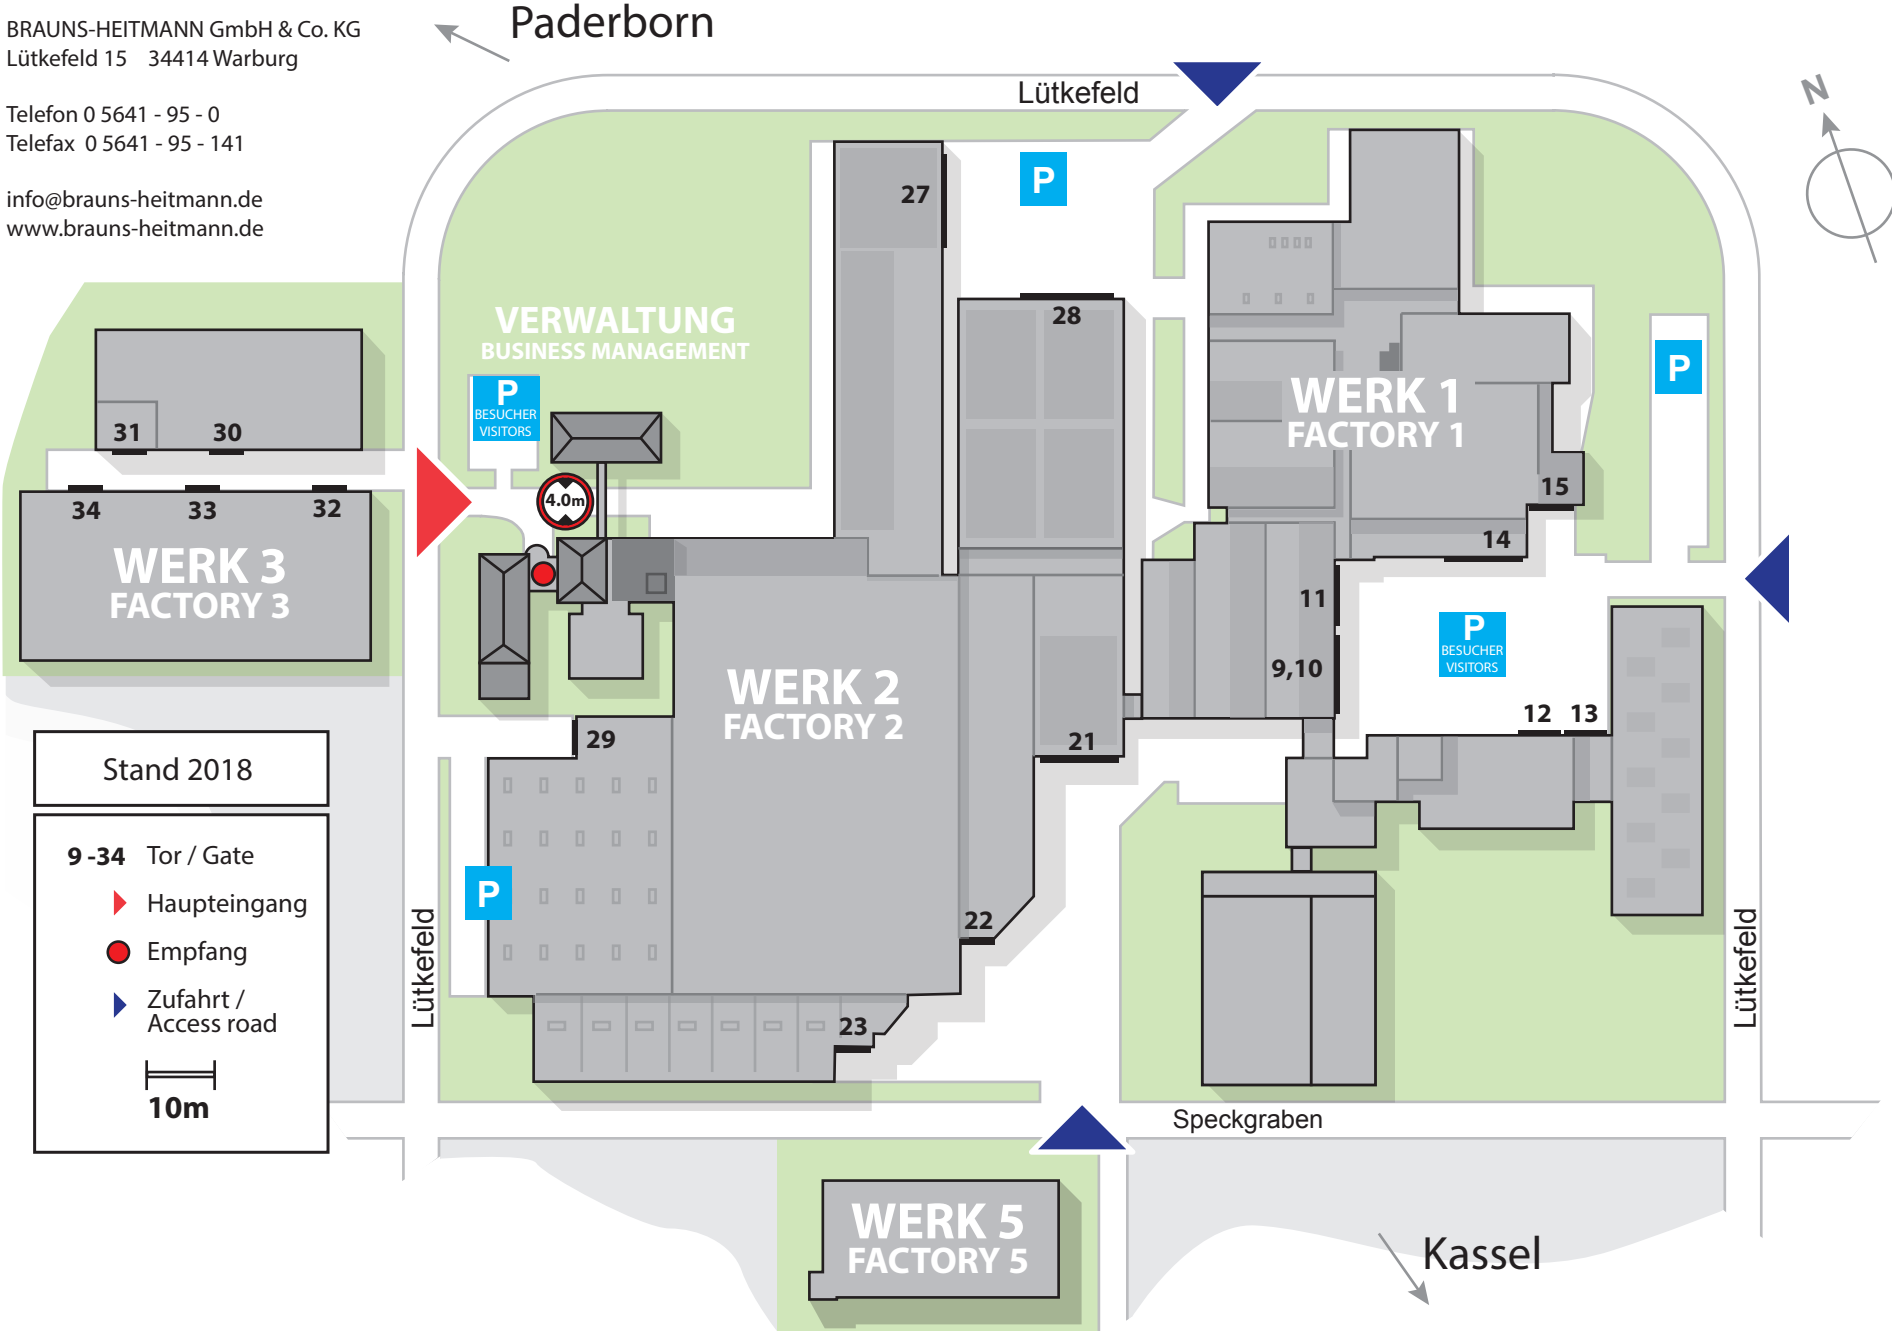 BRAUNS-HEITMANN GmbH & Co. KG
Lütkefeld 15 34414 Warburg
Telefon 0 5641 - 95 - 0
Telefax 0 5641 - 95 - 141
info@brauns-heitmann.de
www.brauns-heitmann.de
Paderborn
Lütkefeld
N
P
27
28
VERWALTUNG
BUSINESS MANAGEMENT
P
BESUCHER
VISITORS
4.0m
31
30
34
33
32
WERK 3
FACTORY 3
WERK 1
FACTORY 1
P
15
14
11
9,10
P
BESUCHER
VISITORS
12
13
WERK 2
FACTORY 2
29
21
22
23
P
Stand 2018
9 -34 Tor / Gate
Haupteingang
Empfang
Zufahrt /
Access road
10m
Lütkefeld
Lütkefeld
Speckgraben
WERK 5
FACTORY 5
Kassel